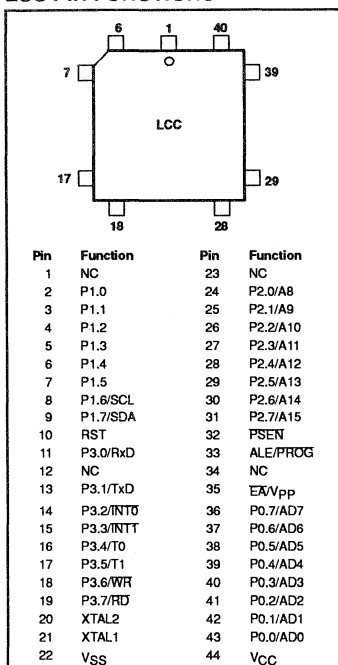 6 1 40
7 39
LCC
17 29
18 28
Pin Function Pin Function
1 NC 23 NC
2 P1.0 24 P2.0/A8
3 P1.1 25 P2.1/A9
4 P1.2 26 P2.2/A10
5 P1.3 27 P2.3/A11
6 P1.4 28 P2.4/A12
7 P1.5 29 P2.5/A13
8 P1.6/SCL 30 P2.6/A14
9 P1.7/SDA 31 P2.7/A15
10 RST 32 PSEN
11 P3.0/RxD 33 ALE/PROG
12 NC 34 NC
13 P3.1/TxD 35 EA/VPP
14 P3.2/INT0 36 P0.7/AD7
15 P3.3/INT1 37 P0.6/AD6
16 P3.4/T0 38 P0.5/AD5
17 P3.5/T1 39 P0.4/AD4
18 P3.6/WR 40 P0.3/AD3
19 P3.7/RD 41 P0.2/AD2
20 XTAL2 42 P0.1/AD1
21 XTAL1 43 P0.0/AD0
22 VSS 44 VCC